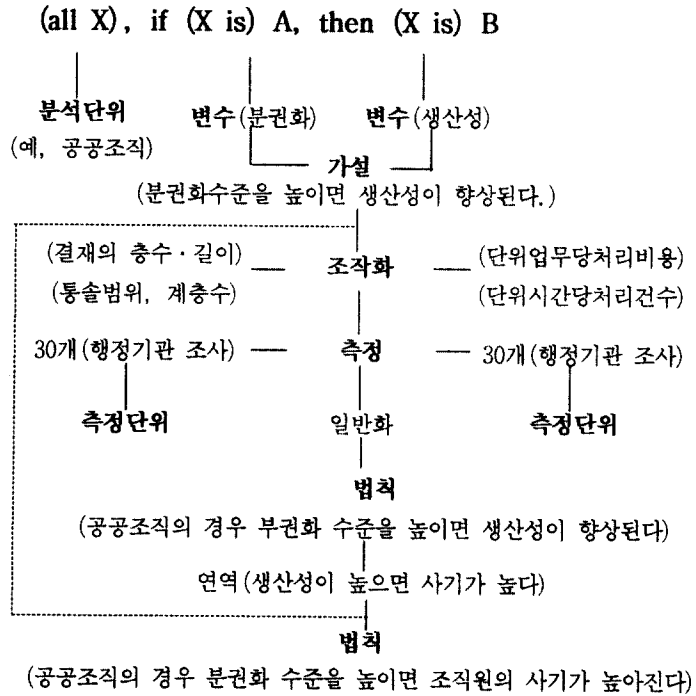 (all X), if (X is) A, then (X is) B
분석단위 변수(분권화) 변수(생산성)
(예, 공공조직)
가설
(분권화수준을 높이면 생산성이 향상된다.)
(결재의 층수·길이) 조작화 (단위업무당처리비용)
(통솔범위, 계층수) (단위시간당처리건수)
30개(행정기관 조사) 측정 30개(행정기관 조사)
측정단위 일반화 측정단위
법칙
(공공조직의 경우 부권화 수준을 높이면 생산성이 향상된다)
연역(생산성이 높으면 사기가 높다)
법칙
(공공조직의 경우 분권화 수준을 높이면 조직원의 사기가 높아진다)